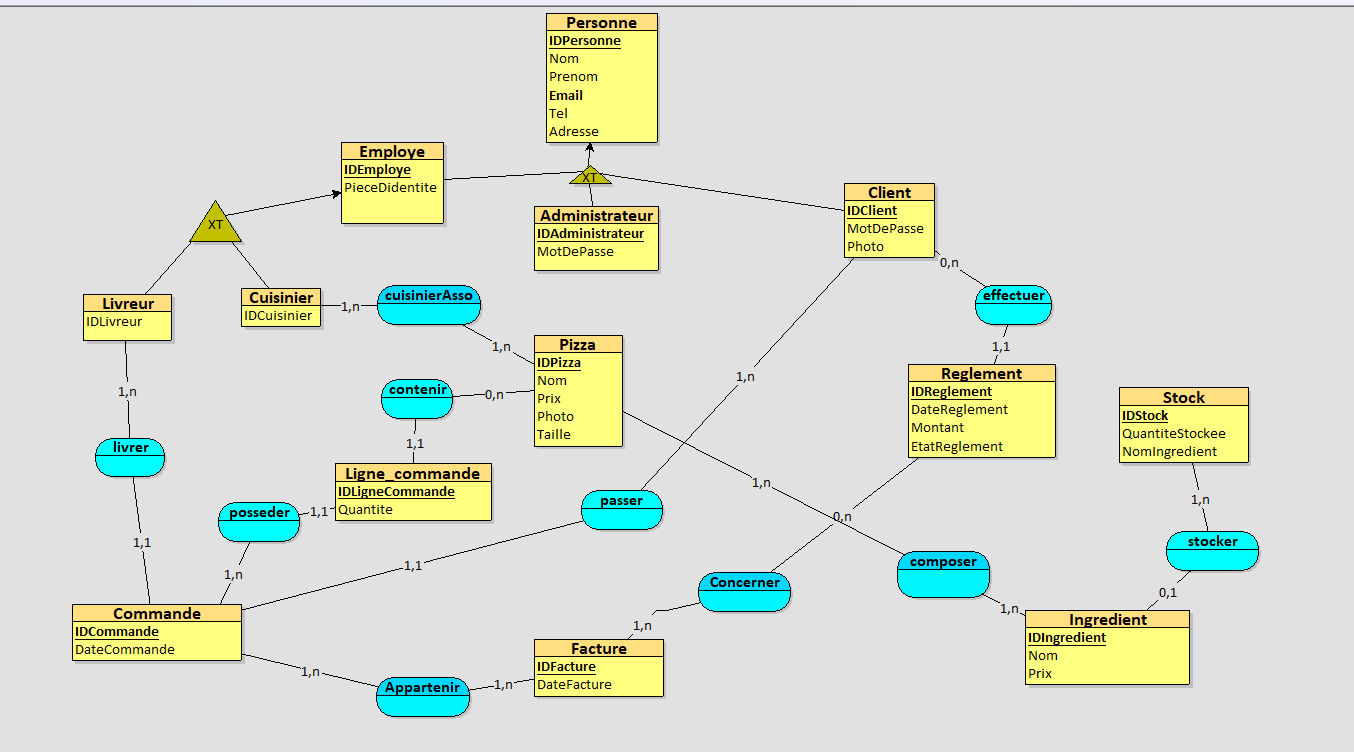 Personne
IDPersonne
Nom
Prenom
Email
Tel
Adresse
Employe
IDEmploye
PieceDidentite
XT
XT
Administrateur
IDAdministrateur
MotDePasse
Client
IDClient
MotDePasse
Photo
0,n
effectuer
1,1
Livreur
IDLivreur
Cuisinier
IDCuisinier
1,n
cuisinierAsso
1,n
Pizza
IDPizza
Nom
Prix
Photo
Taille
contenir
0,n
1,1
1,n
Reglement
IDReglement
DateReglement
Montant
EtatReglement
Stock
IDStock
QuantiteStockee
NomIngredient
1,n
livrer
1,1
Ligne_commande
IDLigneCommande
Quantite
posseder
1,1
1,n
passer
1,1
1,n
0,n
1,n
stocker
0,1
composer
1,n
Concerner
1,n
Commande
IDCommande
DateCommande
1,n
Appartenir
1,n
Facture
IDFacture
DateFacture
Ingredient
IDIngredient
Nom
Prix